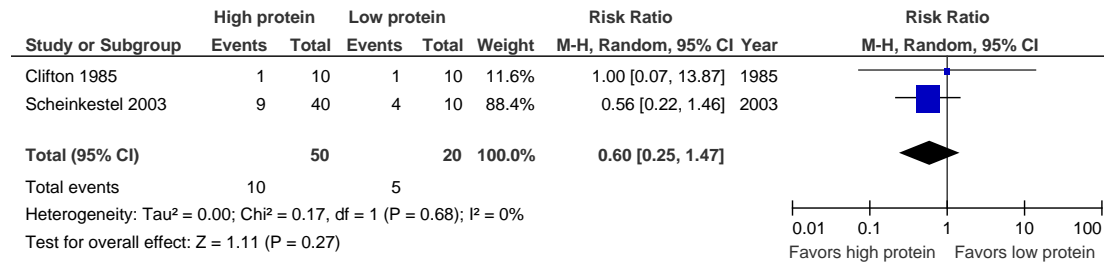 High protein Low protein Risk Ratio Risk Ratio
Study or Subgroup Events Total Events Total Weight M-H, Random, 95% CI Year M-H, Random, 95% CI
Clifton 1985 1 10 1 10 11.6% 1.00 [0.07, 13.87] 1985
Scheinkestel 2003 9 40 4 10 88.4% 0.56 [0.22, 1.46] 2003
Total (95% CI) 50 20 100.0% 0.60 [0.25, 1.47]
Total events 10 5
Heterogeneity: Tau² = 0.00; Chi² = 0.17, df = 1 (P = 0.68); I² = 0%
Test for overall effect: Z = 1.11 (P = 0.27)
0.01 0.1 1 10 100
Favors high protein Favors low protein